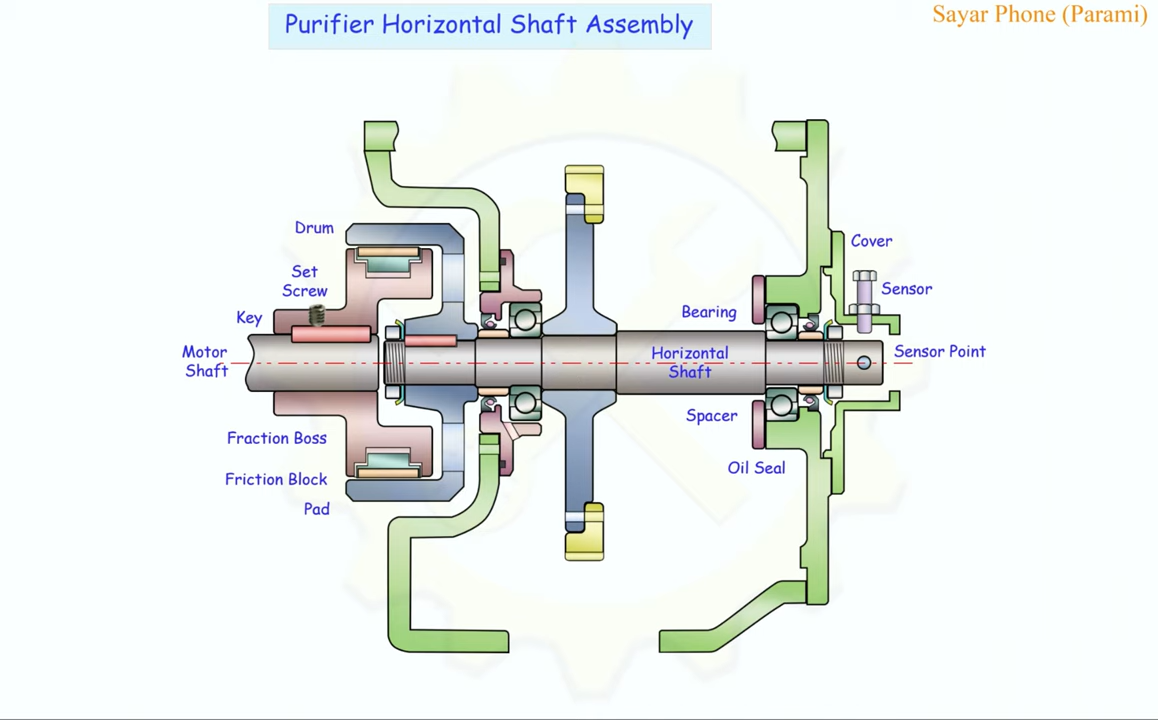 Purifier Horizontal Shaft Assembly
Sayar Phone (Parami)
Drum
Set
Screw
Key
Motor
Shaft
Fraction Boss
Friction Block
Pad
Horizontal
Shaft
Bearing
Spacer
Oil Seal
Cover
Sensor
Sensor Point